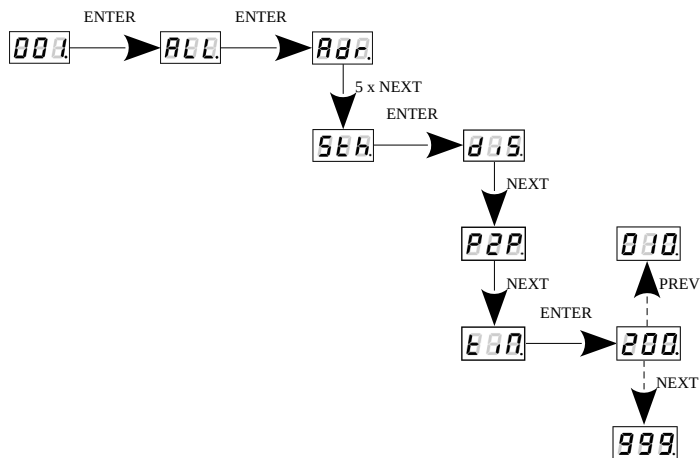 ENTER
ENTER
001.
ALL.
Adr.
5 x NEXT
ENTER
Sth.
diS.
NEXT
P2P.
010.
NEXT
PREV
ENTER
tiM.
200.
NEXT
999.